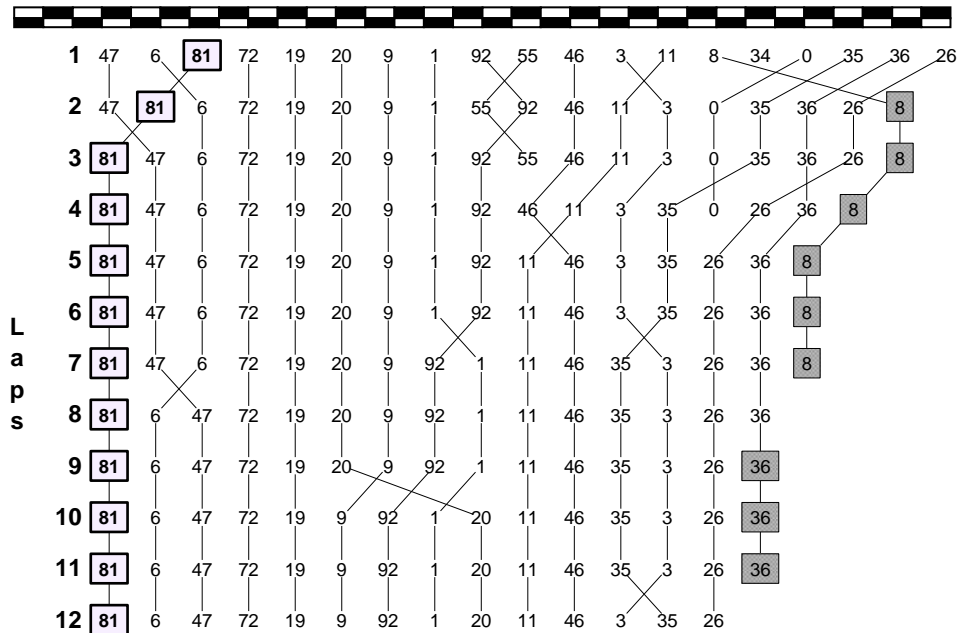 1 47 6 81 72 19 20 9 1 92 55 46 3 11 8 34 0 35 36 26
2 47 81 6 72 19 20 9 1 55 92 46 11 3 0 35 36 26 8
3 81 47 6 72 19 20 9 1 92 55 46 11 3 0 35 36 26 8
4 81 47 6 72 19 20 9 1 92 46 11 3 35 0 26 36 8
5 81 47 6 72 19 20 9 1 92 11 46 3 35 26 36 8
6 81 47 6 72 19 20 9 1 92 11 46 3 35 26 36 8
7 81 47 6 72 19 20 9 92 1 11 46 35 3 26 36 8
8 81 6 47 72 19 20 9 92 1 11 46 35 3 26 36
9 81 6 47 72 19 20 9 92 1 11 46 35 3 26 36
10 81 6 47 72 19 9 92 1 20 11 46 35 3 26 36
11 81 6 47 72 19 9 92 1 20 11 46 35 3 26 36
12 81 6 47 72 19 9 92 1 20 11 46 3 35 26
Laps